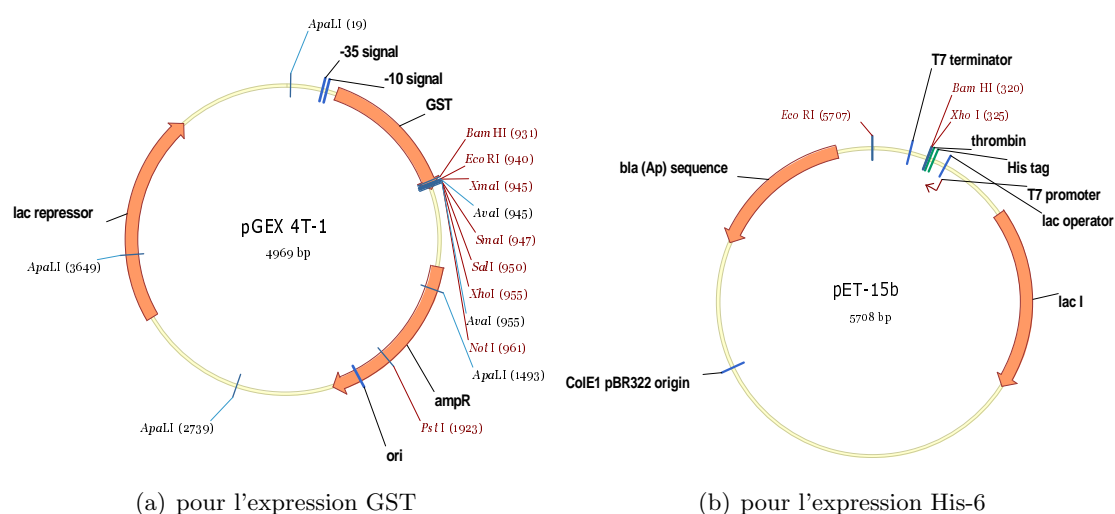 ApaLI (19)
-35 signal
-10 signal
GST
BamHI (931)
EcoRI (940)
XmaI (945)
AvaI (945)
SmaI (947)
SalI (950)
XhoI (955)
AvaI (955)
NotI (961)
ApaLI (1493)
ampR
PstI (1923)
ori
ApaLI (2739)
ApaLI (3649)
lac repressor
pGEX 4T-1
4969 bp
(a) pour l'expression GST
T7 terminator
Bam HI (320)
Xho I (325)
thrombin
His tag
T7 promoter
lac operator
lac I
Eco RI (5707)
bla (Ap) sequence
pET-15b
5708 bp
ColE1 pBR322 origin
(b) pour l'expression His-6